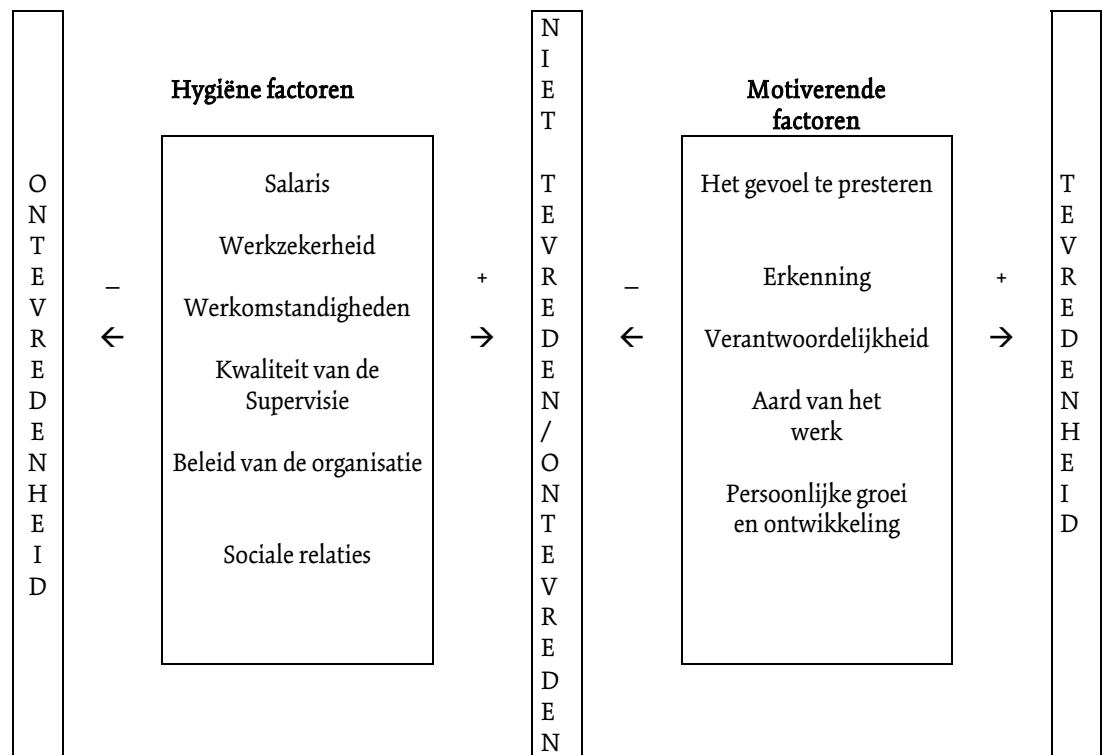 ONTEVREDENHEID
Hygiëne factoren
Salaris
Werkzekerheid
Werkomstandigheden
Kwaliteit van de
Supervisie
Beleid van de organisatie
Sociale relaties
_
←
+
→
NIET TEVREDEN/ONTEVREDEN
Motiverende
factoren
Het gevoel te presteren
Erkenning
Verantwoordelijkheid
Aard van het
werk
Persoonlijke groei
en ontwikkeling
_
←
+
→
TEVREDENHEID